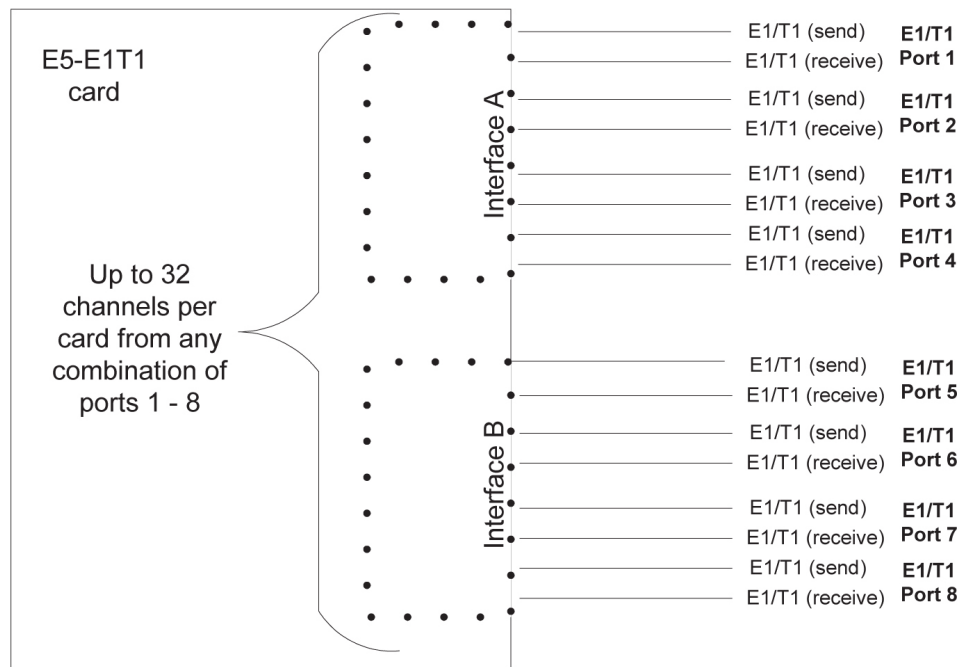 E5-E1T1
card
Up to 32
channels per
card from any
combination of
ports 1 - 8
Interface A
E1/T1 (send)
E1/T1 (receive)
E1/T1
Port 1
E1/T1 (send)
E1/T1 (receive)
E1/T1
Port 2
E1/T1 (send)
E1/T1 (receive)
E1/T1
Port 3
E1/T1 (send)
E1/T1 (receive)
E1/T1
Port 4
Interface B
E1/T1 (send)
E1/T1 (receive)
E1/T1
Port 5
E1/T1 (send)
E1/T1 (receive)
E1/T1
Port 6
E1/T1 (send)
E1/T1 (receive)
E1/T1
Port 7
E1/T1 (send)
E1/T1 (receive)
E1/T1
Port 8